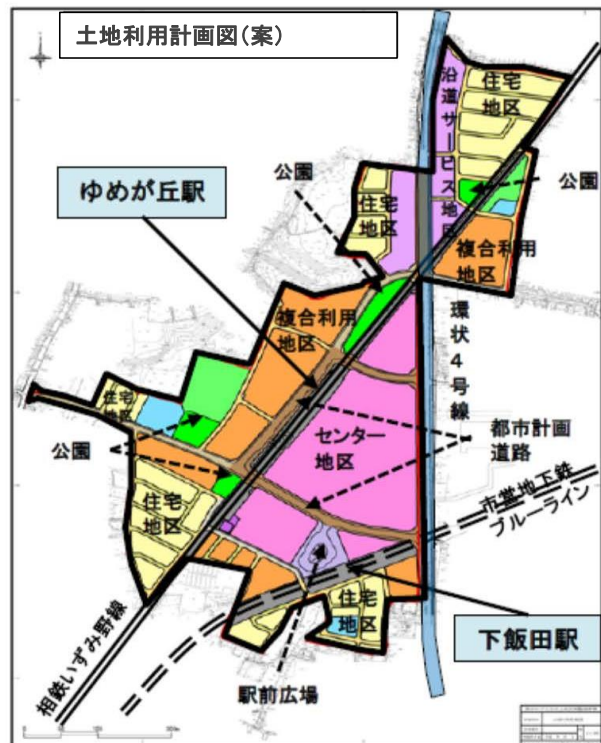 土地利用計画図(案)
住宅
地区
沿道サービス地区
公園
公園
ゆめが丘駅
住宅
地区
複合利用
地区
環状4号線
複合利用
地区
住宅
地区
センター
地区
都市計画
道路
公園
市営地下鉄
ブルーライン
住宅
地区
住宅
地区
下飯田駅
相鉄いずみ野線
駅前広場